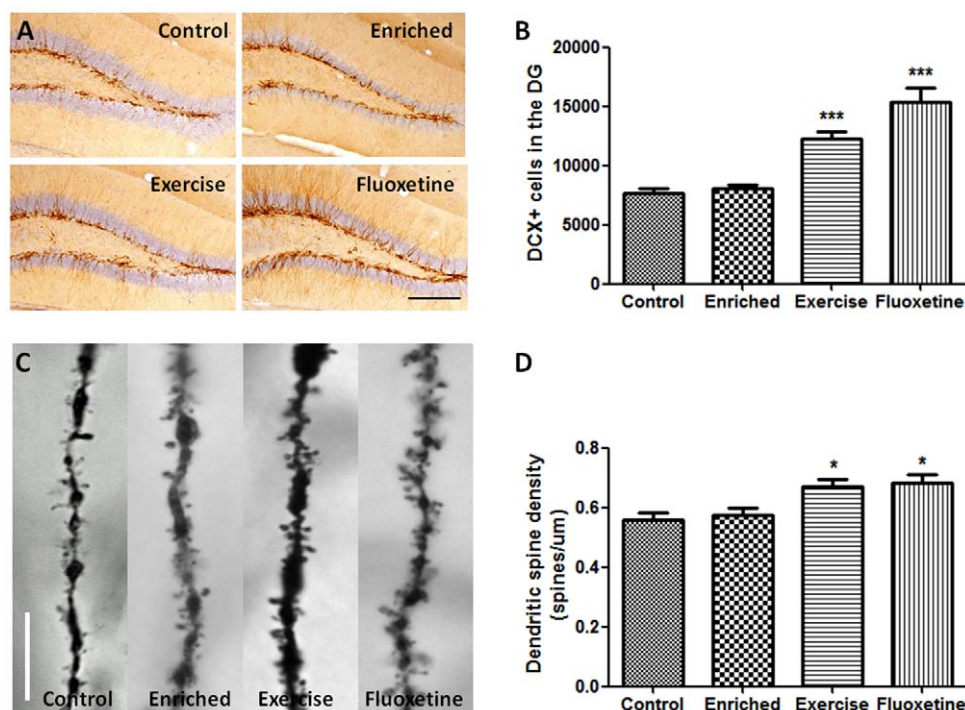 A
Control
Enriched
Exercise
Fluoxetine
B
DCX+ cells in the DG
20000
15000
10000
5000
0
***
***
Control
Enriched
Exercise
Fluoxetine
C
Control
Enriched
Exercise
Fluoxetine
D
Dendritic spine density
(spines/um)
0.8
0.6
0.4
0.2
0.0
*
*
Control
Enriched
Exercise
Fluoxetine